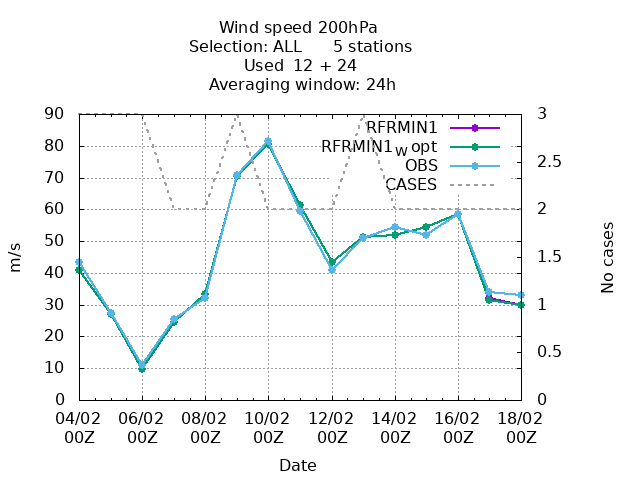 Wind speed 200hPa
Selection: ALL 5 stations
Used 12 + 24
Averaging window: 24h
90 3
RFRMIN1
80
RFRMIN1w opt
2.5
OBS
70
CASES
60 2
50 1.5
m/s
No cases
40
30 1
20
0.5
10
0 0
04/02 06/02 08/02 10/02 12/02 14/02 16/02 18/02
00Z 00Z 00Z 00Z 00Z 00Z 00Z 00Z
Date